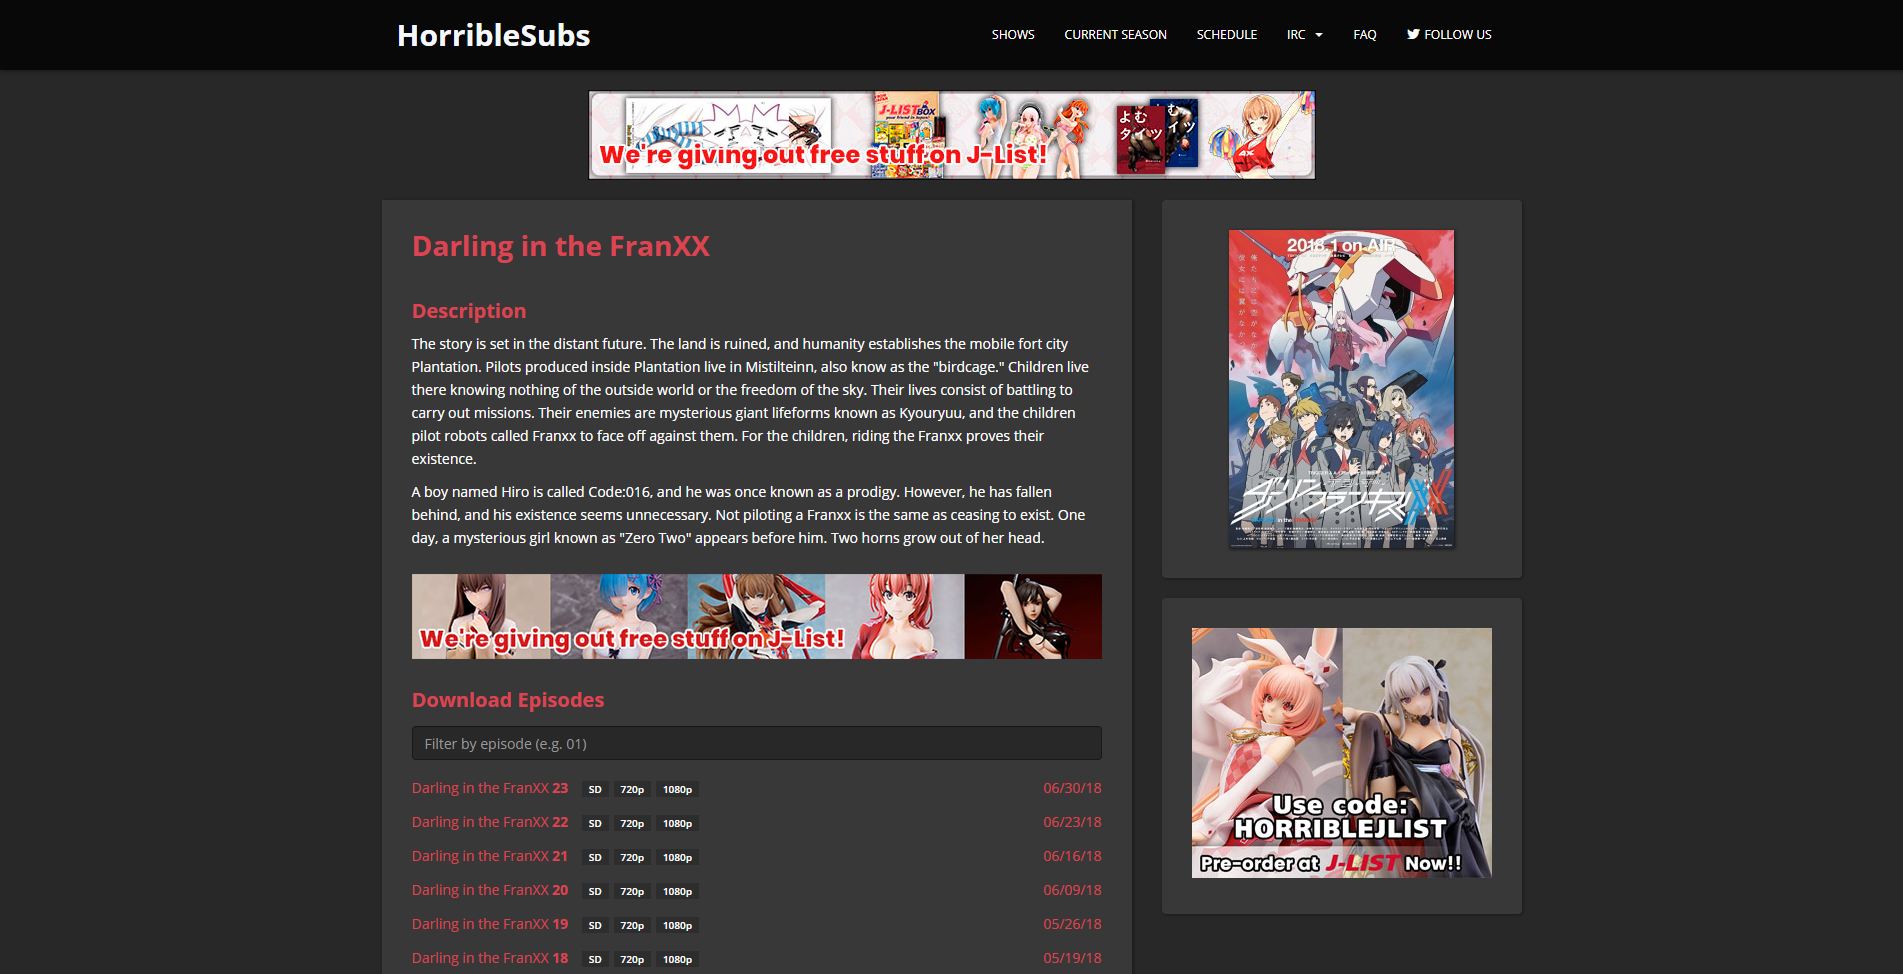 HorribleSubs
SHOWS
CURRENT SEASON
SCHEDULE
IRC
FAQ
FOLLOW US
J-LIST BOX
よむ
タイツ
We're giving out free stuff on J-List!
Darling in the FranXX
Description
The story is set in the distant future. The land is ruined, and humanity establishes the mobile fort city
Plantation. Pilots produced inside Plantation live in Mistilteinn, also know as the "birdcage." Children live
there knowing nothing of the outside world or the freedom of the sky. Their lives consist of battling to
carry out missions. Their enemies are mysterious giant lifeforms known as Kyouryuu, and the children
pilot robots called Franxx to face off against them. For the children, riding the Franxx proves their
existence.
A boy named Hiro is called Code:016, and he was once known as a prodigy. However, he has fallen
behind, and his existence seems unnecessary. Not piloting a Franxx is the same as ceasing to exist. One
day, a mysterious girl known as "Zero Two" appears before him. Two horns grow out of her head.
We're giving out free stuff on J-List!
Download Episodes
Filter by episode (e.g. 01)
Darling in the FranXX 23 SD 720p 1080p 06/30/18
Darling in the FranXX 22 SD 720p 1080p 06/23/18
Darling in the FranXX 21 SD 720p 1080p 06/16/18
Darling in the FranXX 20 SD 720p 1080p 06/09/18
Darling in the FranXX 19 SD 720p 1080p 05/26/18
Darling in the FranXX 18 SD 720p 1080p 05/19/18
2018.1 on AIR
Use code:
HORRIBLEJLIST
Pre-order at J-LIST Now!!